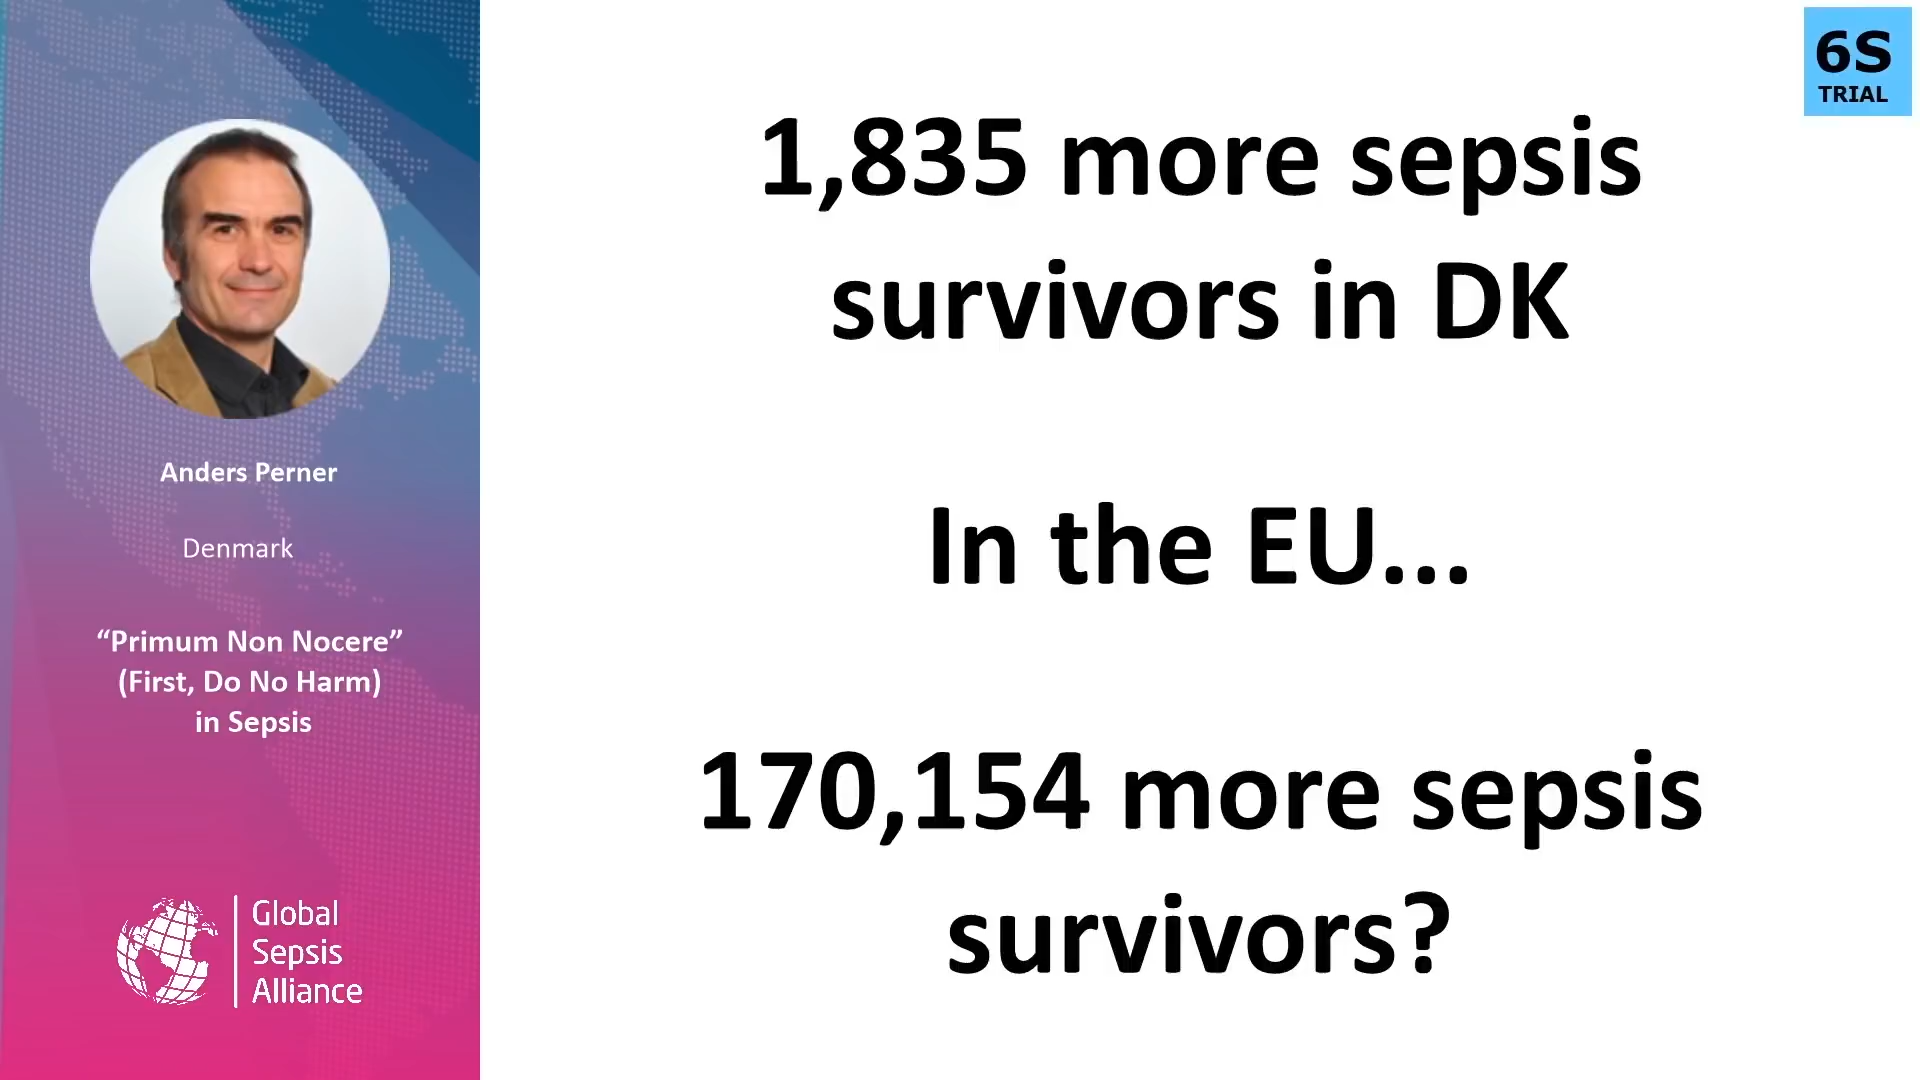 Anders Perner
Denmark
“Primum Non Nocere”
(First, Do No Harm)
in Sepsis
Global
Sepsis
Alliance
6S
TRIAL
1,835 more sepsis
survivors in DK
In the EU...
170,154 more sepsis
survivors?